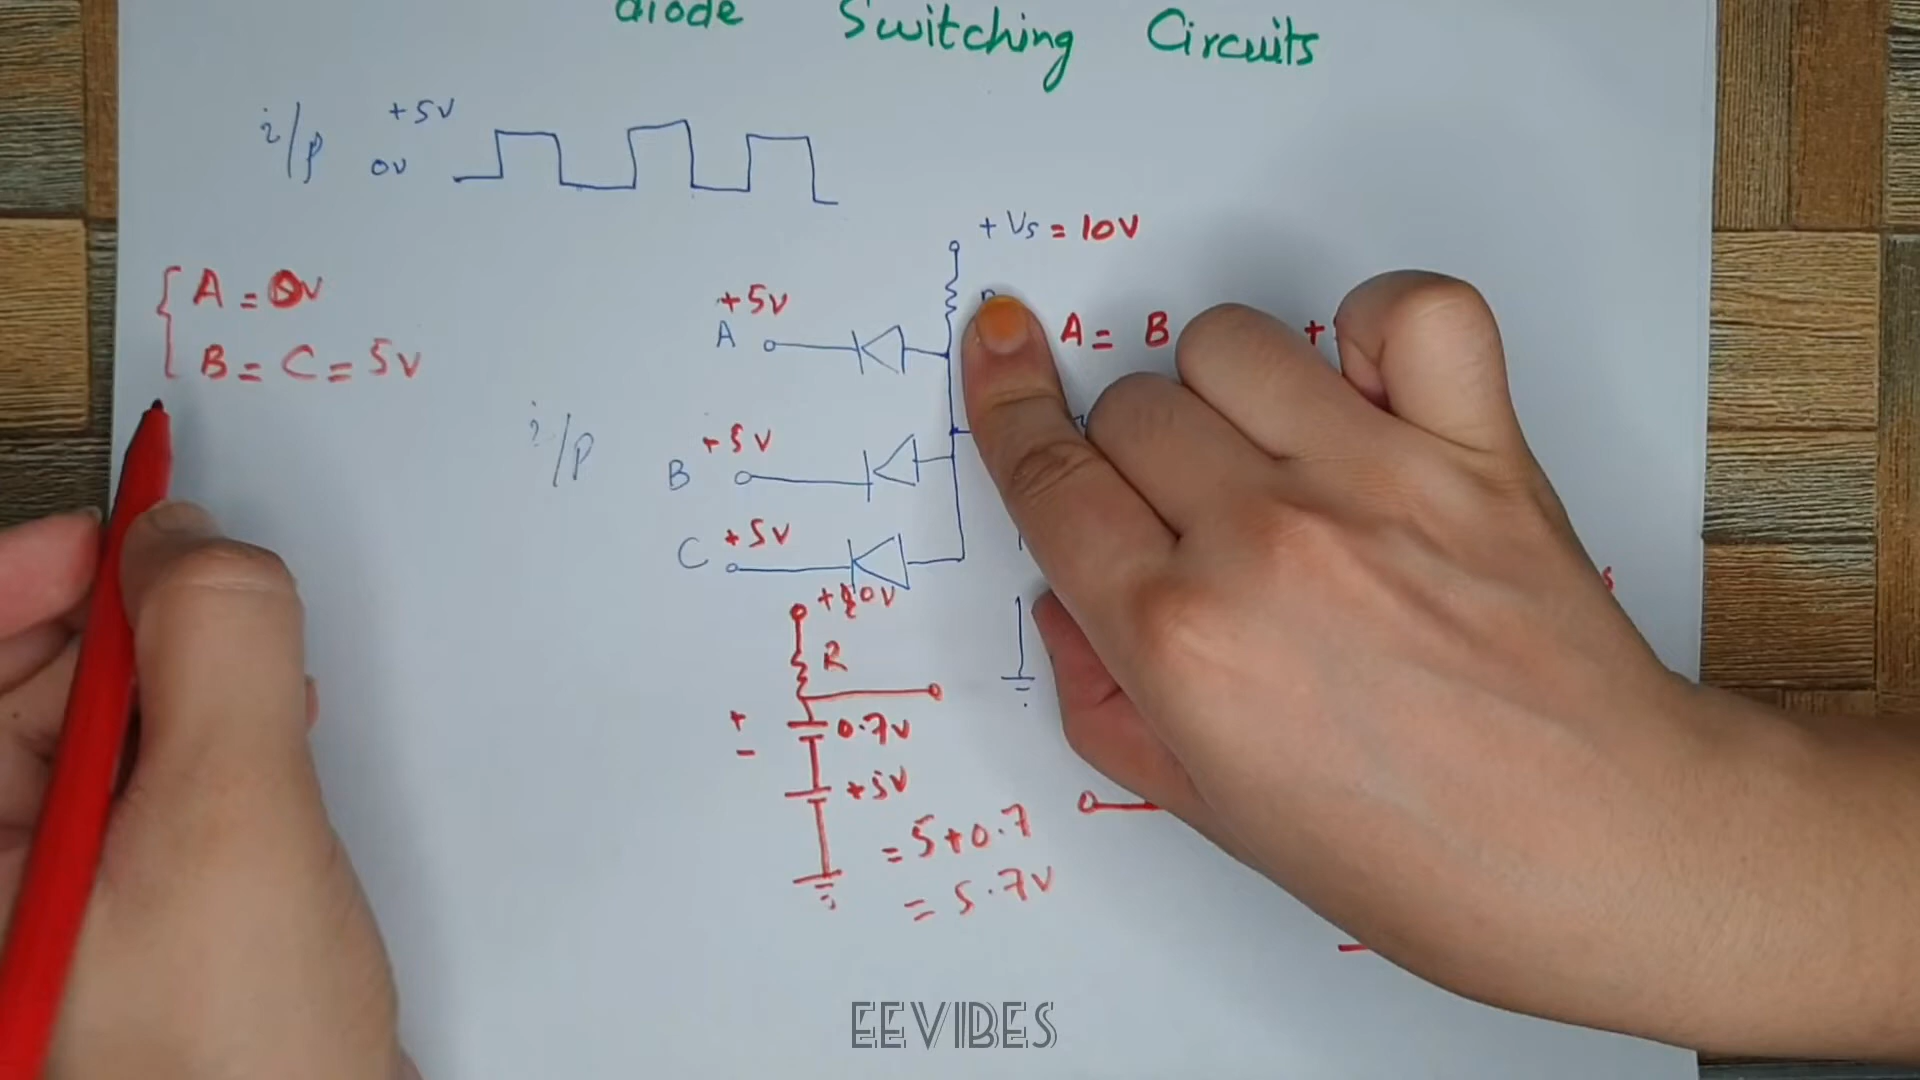 diode Switching Circuits
i/p +5V
0V
+Vs = 10V
A = 0V
B = C = 5V
+5V
A
A = B
i/p
+5V
B
C +5V
+10V
R
+
-
0.7V
+5V
= 5+0.7
= 5.7V
EEVIBES